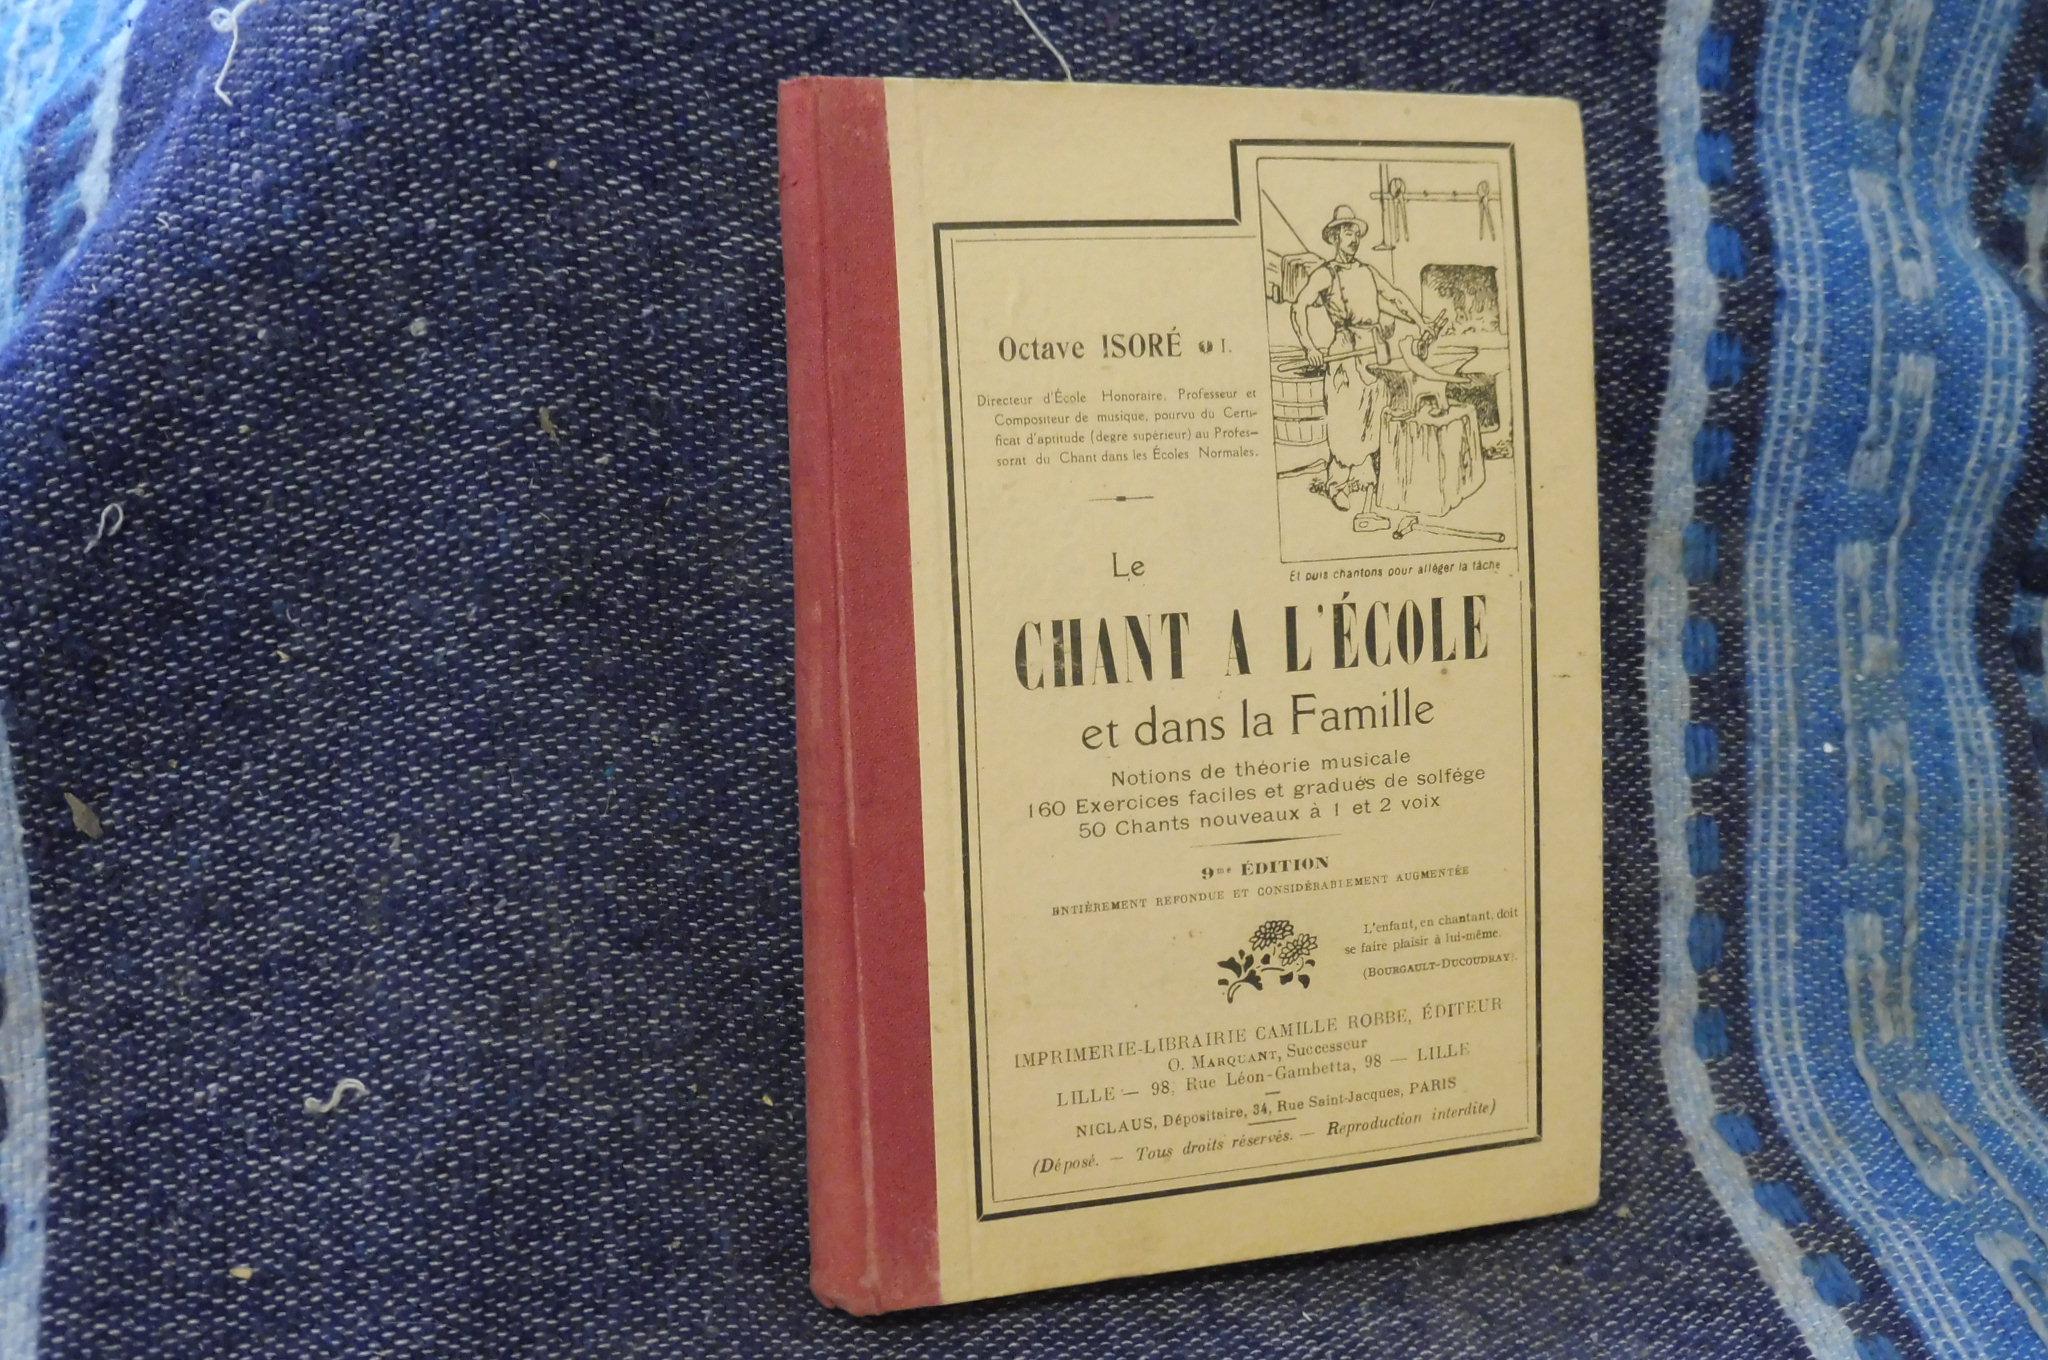 Octave ISORÉ I.
Directeur d'École Honoraire, Professeur et
Compositeur de musique, pourvu du Certi-
ficat d'aptitude (degre supérieur) au Profes-
sorat du Chant dans les Écoles Normales.
Et puis chantons pour alléger la tâche
Le
CHANT A L'ÉCOLE
et dans la Famille
Notions de théorie musicale
160 Exercices faciles et gradués de solfége
50 Chants nouveaux à 1 et 2 voix
9me ÉDITION
ENTIÈREMENT REFONDUE ET CONSIDÉRABLEMENT AUGMENTÉE
L'enfant, en chantant, doit
se faire plaisir à lui-même.
(BOURGAULT-DUCOUDRAY).
IMPRIMERIE-LIBRAIRIE CAMILLE ROBBE, ÉDITEUR
O. MARQUANT, Successeur
LILLE — 98, Rue Léon-Gambetta, 98 — LILLE
NICLAUS, Dépositaire, 34, Rue Saint-Jacques, PARIS
(Déposé. — Tous droits réservés. — Reproduction interdite)